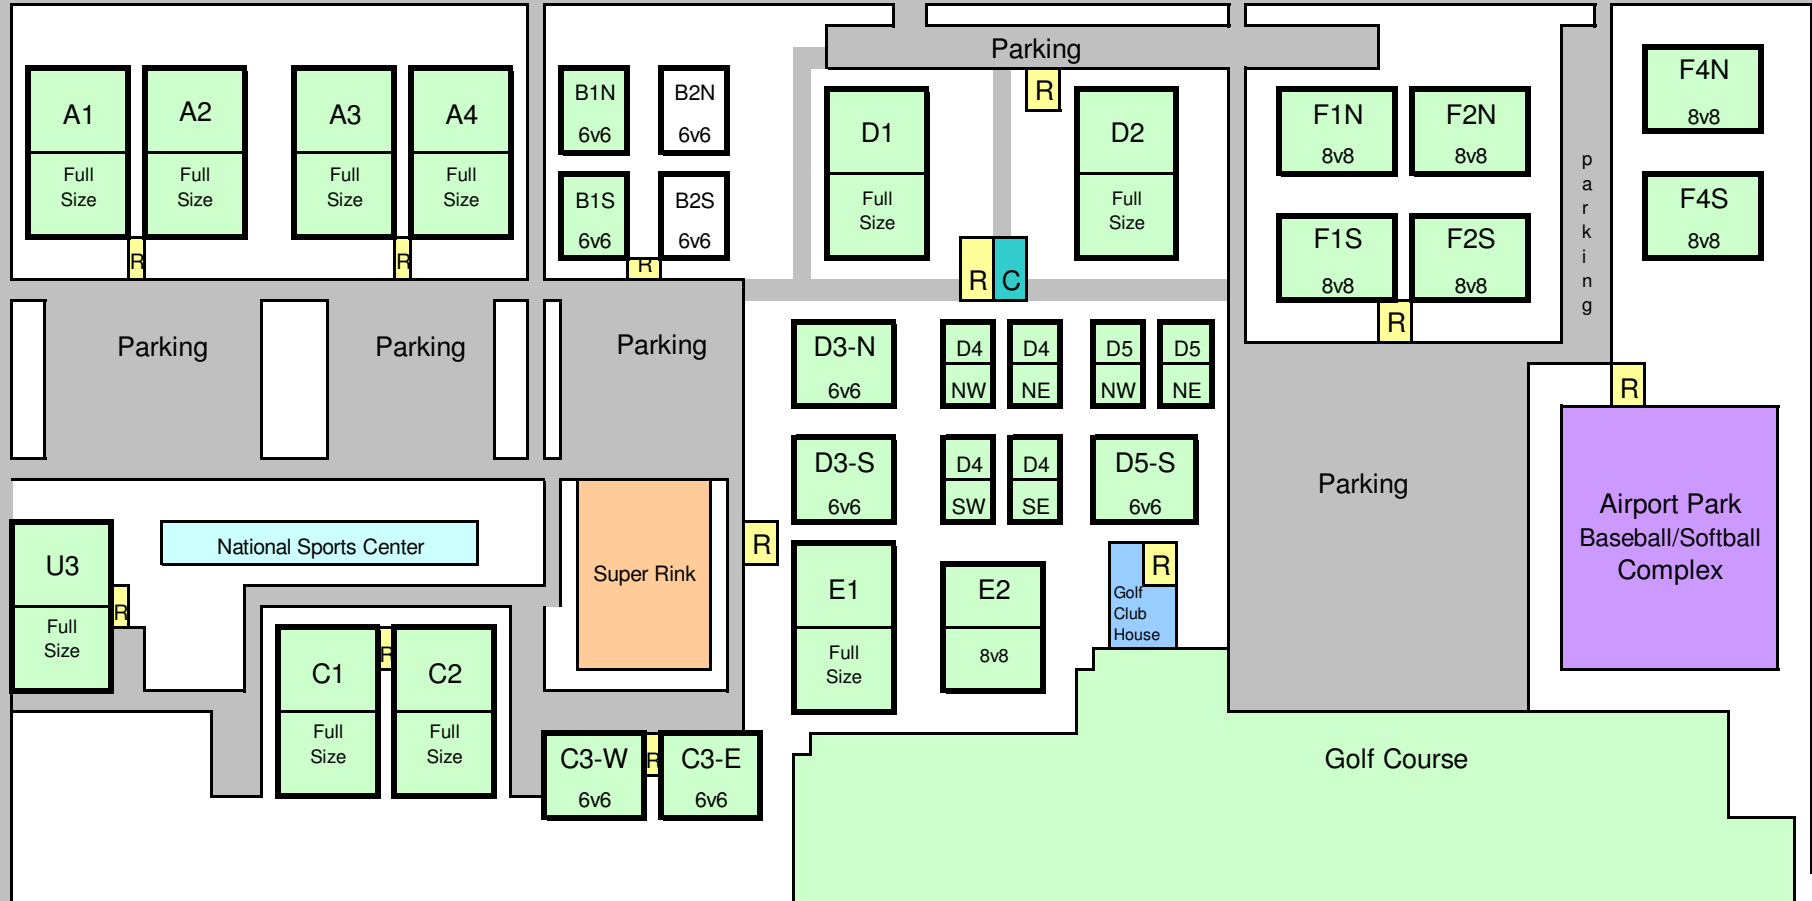 Parking
A1
Full
Size
A2
Full
Size
A3
Full
Size
A4
Full
Size
R
R
B1N
6v6
B2N
6v6
B1S
6v6
B2S
6v6
R
D1
Full
Size
R
D2
Full
Size
R
C
F1N
8v8
F2N
8v8
F1S
8v8
F2S
8v8
R
parking
F4N
8v8
F4S
8v8
Parking
Parking
Parking
D3-N
6v6
D4
NW
D4
NE
D5
NW
D5
NE
R
D3-S
6v6
D4
SW
D4
SE
D5-S
6v6
Parking
Airport Park
Baseball/Softball
Complex
National Sports Center
Super Rink
R
U3
Full
Size
R
E1
Full
Size
E2
8v8
R
Golf
Club
House
C1
Full
Size
R
C2
Full
Size
C3-W
6v6
R
C3-E
6v6
Golf Course